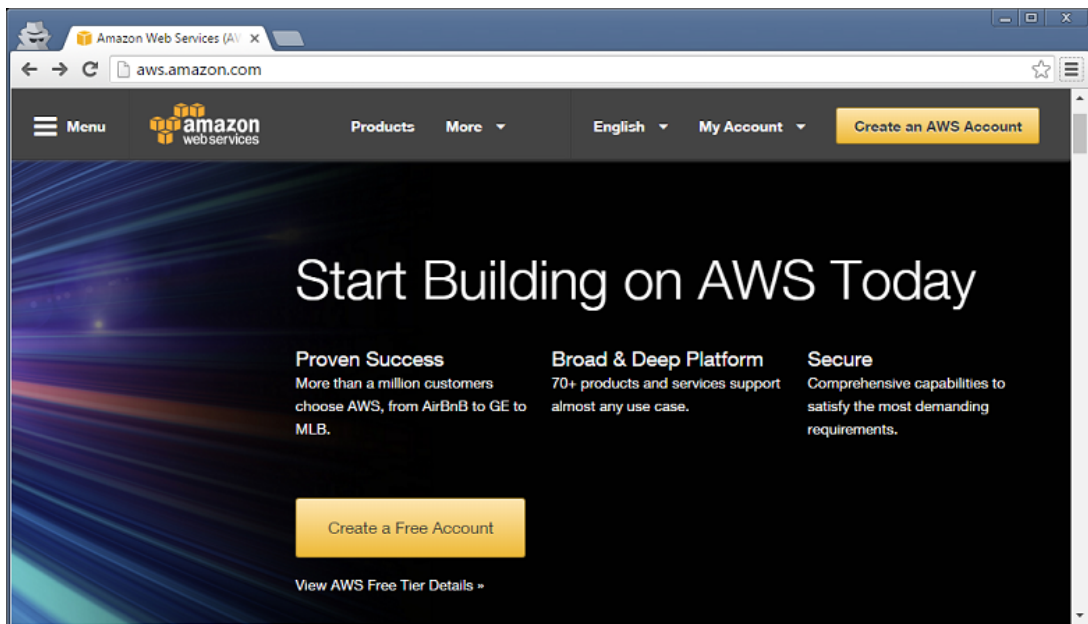 Amazon Web Services (AV
aws.amazon.com
Menu
amazon
webservices
Products
More
English
My Account
Create an AWS Account
Start Building on AWS Today
Proven Success
More than a million customers
choose AWS, from AirBnB to GE to
MLB.
Broad & Deep Platform
70+ products and services support
almost any use case.
Secure
Comprehensive capabilities to
satisfy the most demanding
requirements.
Create a Free Account
View AWS Free Tier Details »